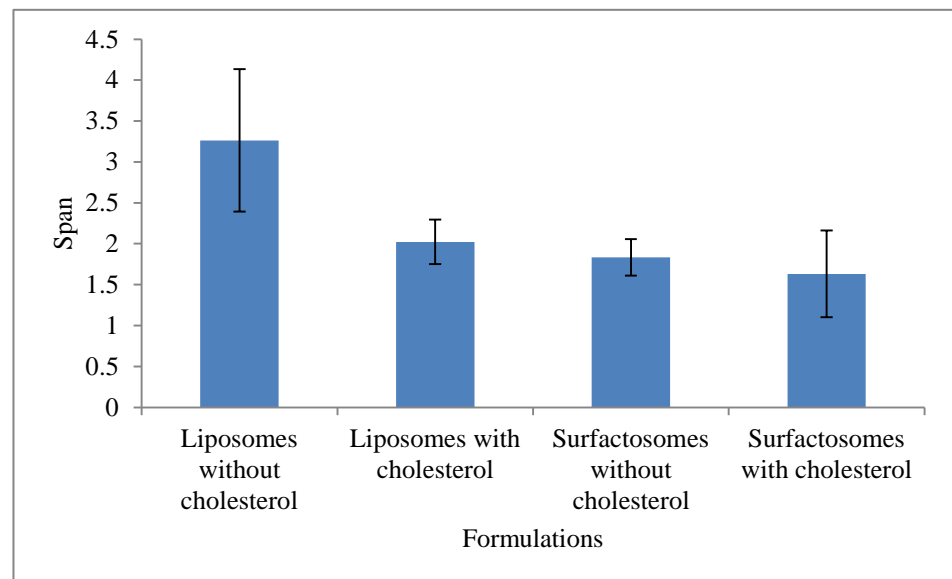 4.5
4
3.5
3
2.5
2
1.5
1
0.5
0
Span
Liposomes
without
cholesterol
Liposomes with
cholesterol
Surfactosomes
without
cholesterol
Surfactosomes
with cholesterol
Formulations